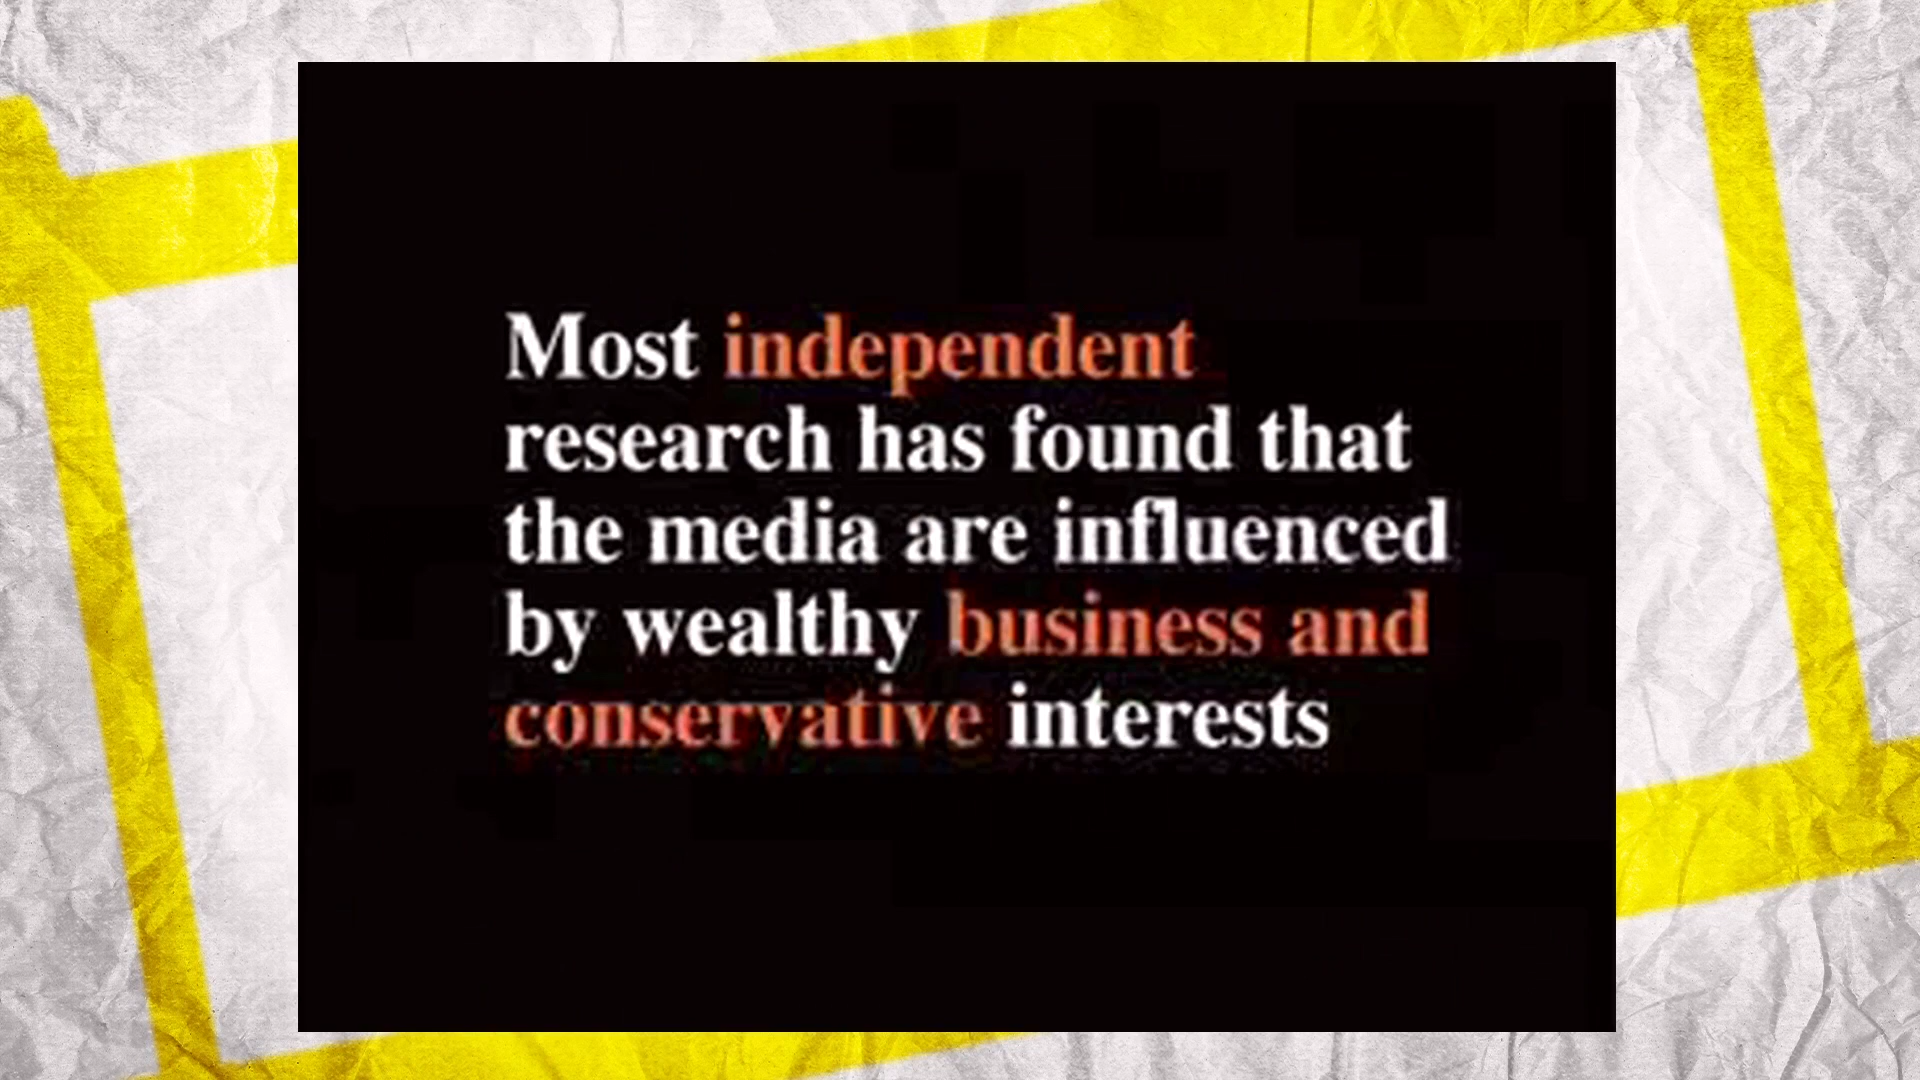 Most independent
research has found that
the media are influenced
by wealthy business and
conservative interests